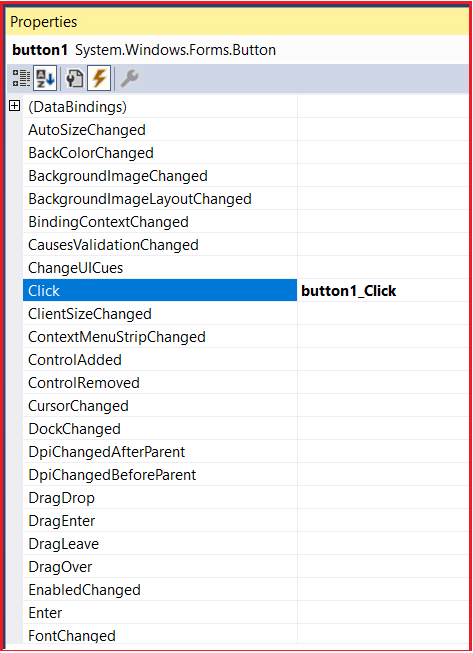 Properties
button1 System.Windows.Forms.Button
(DataBindings)
AutoSizeChanged
BackColorChanged
BackgroundImageChanged
BackgroundImageLayoutChanged
BindingContextChanged
CausesValidationChanged
ChangeUICues
Click button1_Click
ClientSizeChanged
ContextMenuStripChanged
ControlAdded
ControlRemoved
CursorChanged
DockChanged
DpiChangedAfterParent
DpiChangedBeforeParent
DragDrop
DragEnter
DragLeave
DragOver
EnabledChanged
Enter
FontChanged